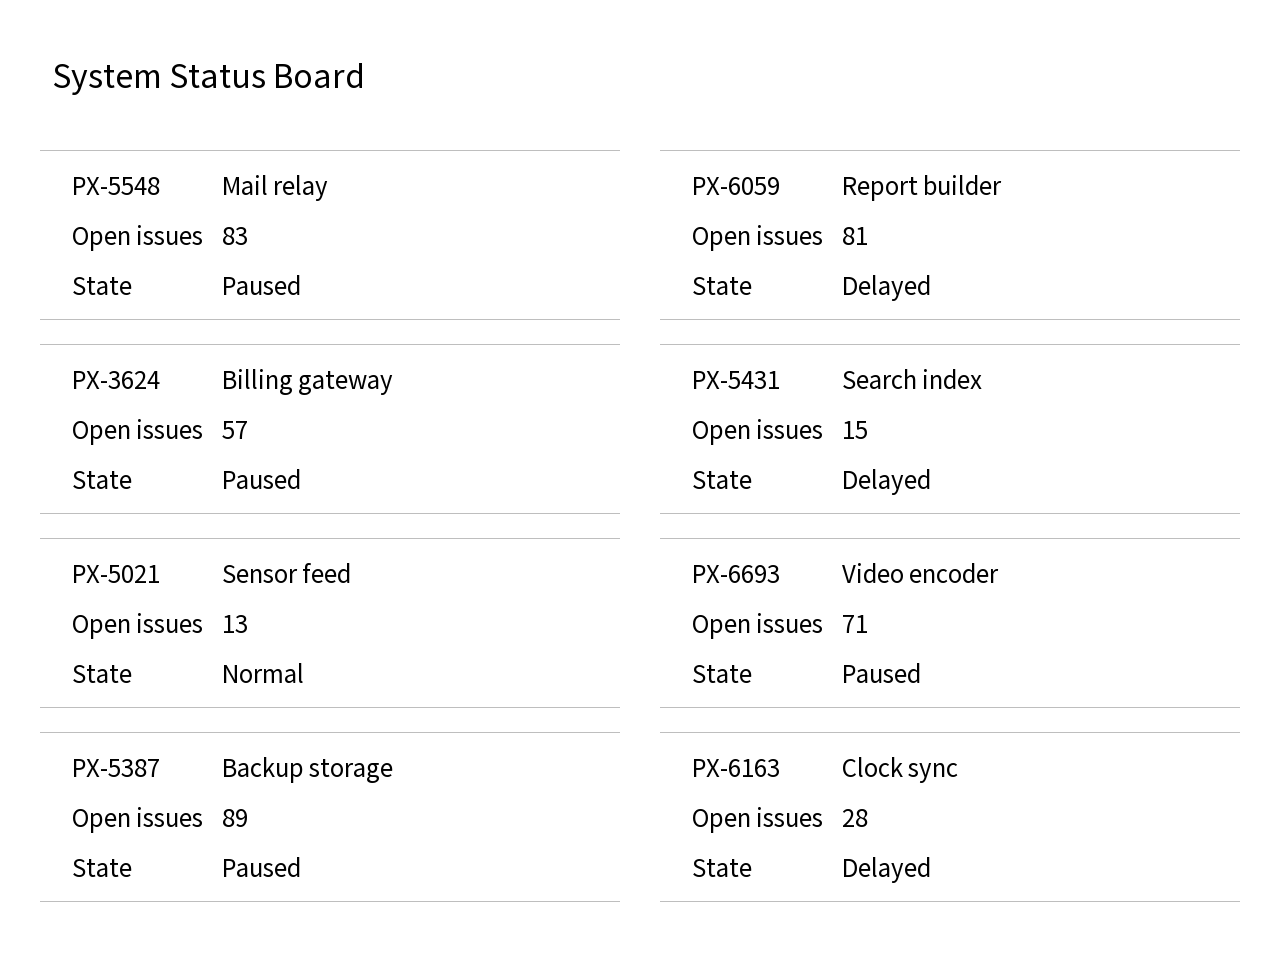 System Status Board
PX-5548 Mail relay
Open issues 83
State Paused
PX-6059 Report builder
Open issues 81
State Delayed
PX-3624 Billing gateway
Open issues 57
State Paused
PX-5431 Search index
Open issues 15
State Delayed
PX-5021 Sensor feed
Open issues 13
State Normal
PX-6693 Video encoder
Open issues 71
State Paused
PX-5387 Backup storage
Open issues 89
State Paused
PX-6163 Clock sync
Open issues 28
State Delayed